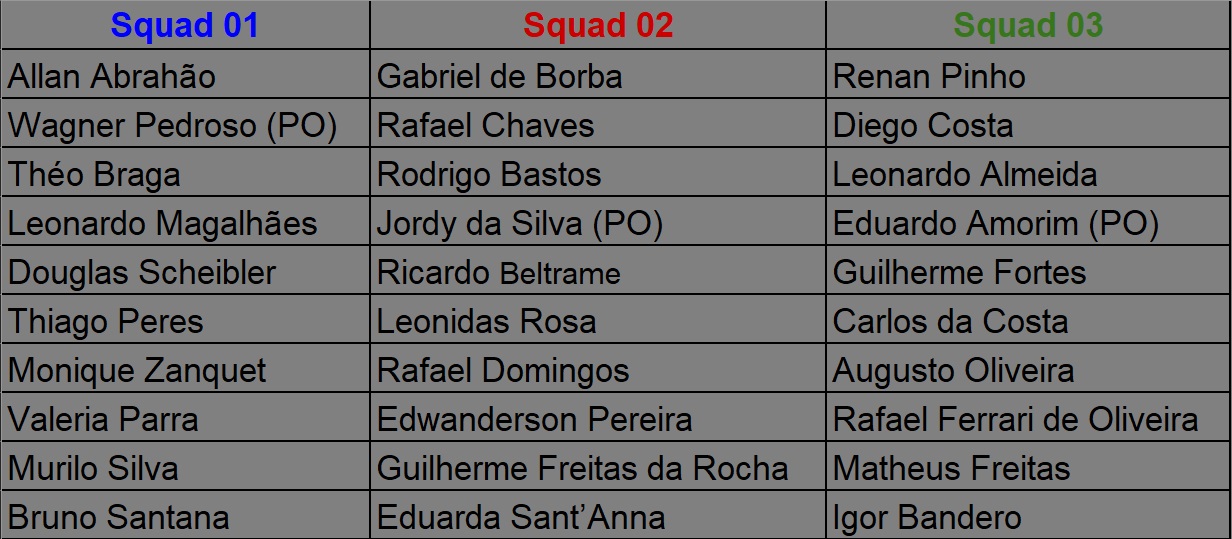 Squad 01 Squad 02 Squad 03
Allan Abrahão Gabriel de Borba Renan Pinho
Wagner Pedroso (PO) Rafael Chaves Diego Costa
Théo Braga Rodrigo Bastos Leonardo Almeida
Leonardo Magalhães Jordy da Silva (PO) Eduardo Amorim (PO)
Douglas Scheibler Ricardo Beltrame Guilherme Fortes
Thiago Peres Leonidas Rosa Carlos da Costa
Monique Zanquet Rafael Domingos Augusto Oliveira
Valeria Parra Edwanderson Pereira Rafael Ferrari de Oliveira
Murilo Silva Guilherme Freitas da Rocha Matheus Freitas
Bruno Santana Eduarda Sant’Anna Igor Bandero